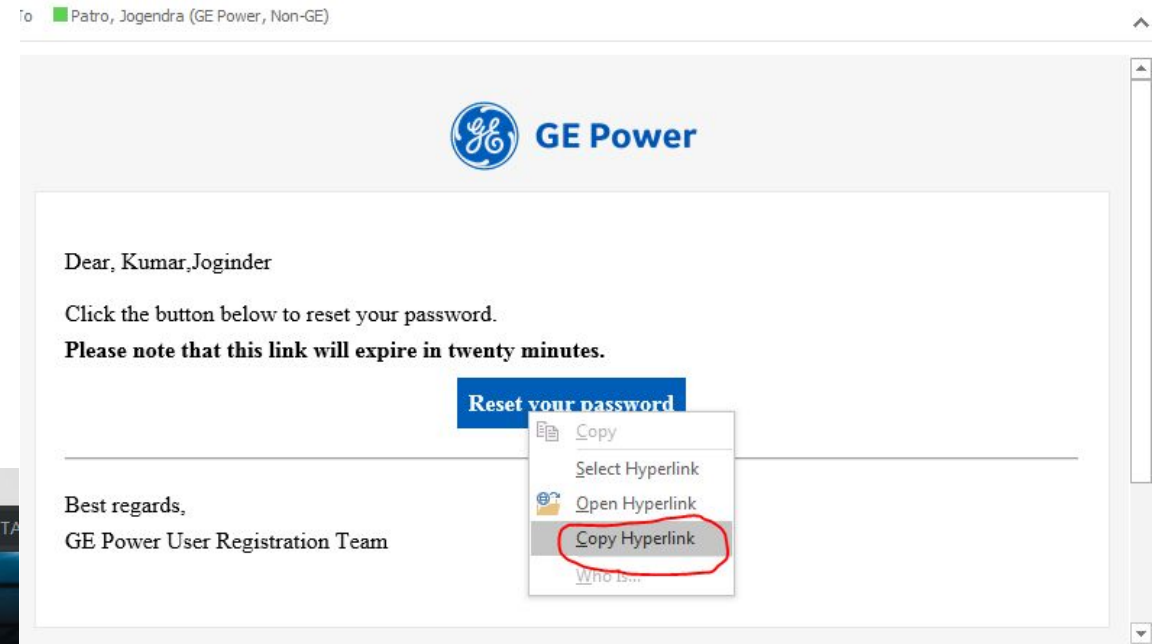 To Patro, Jogendra (GE Power, Non-GE)
GE GE Power
Dear, Kumar,Joginder
Click the button below to reset your password.
Please note that this link will expire in twenty minutes.
Reset your password
Copy
Select Hyperlink
Open Hyperlink
Copy Hyperlink
Who Is...
Best regards,
GE Power User Registration Team
TA